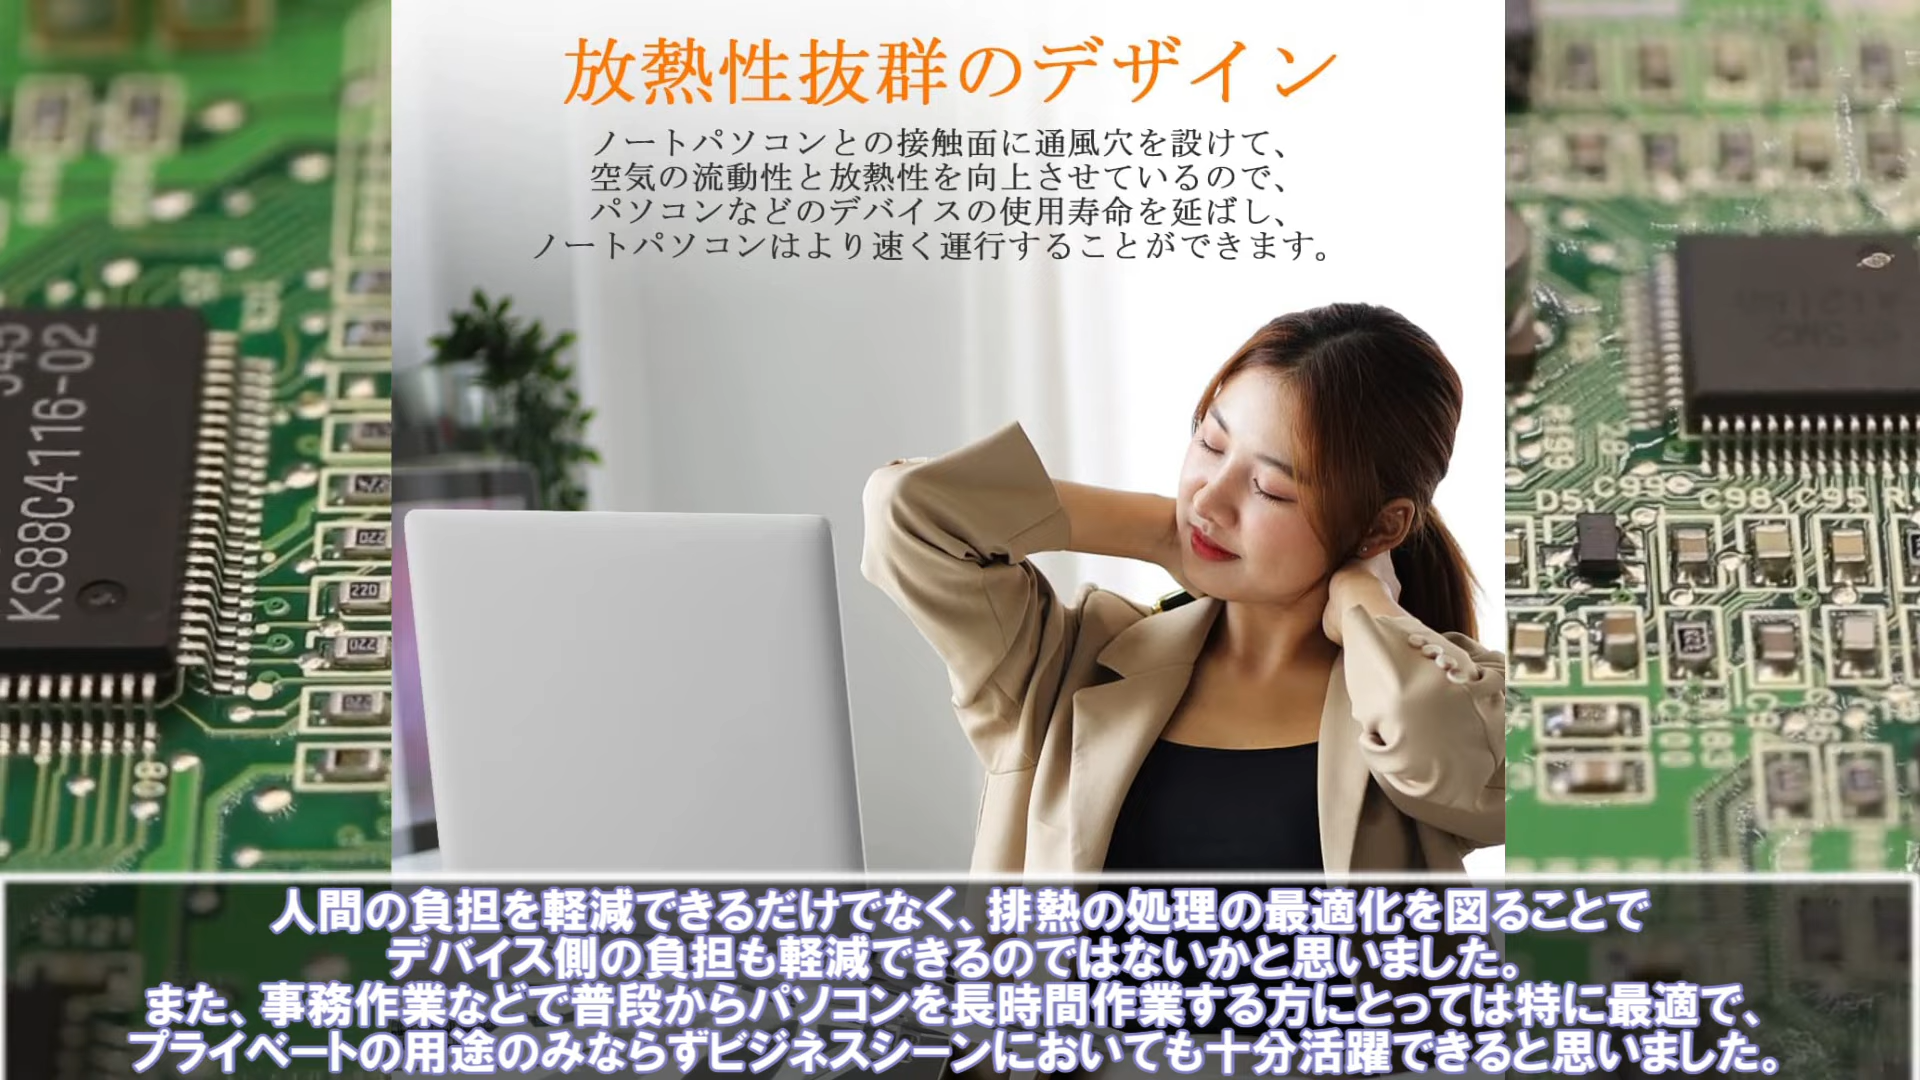 放熱性抜群のデザイン
ノートパソコンとの接触面に通風穴を設けて、
空気の流動性と放熱性を向上させているので、
パソコンなどのデバイスの使用寿命を延ばし、
ノートパソコンはより速く運行することができます。
KS88C4116-02
022
220
022
D5 C99 C98 C95
人間の負担を軽減できるだけでなく、排熱の処理の最適化を図ることで
デバイス側の負担も軽減できるのではないかと思いました。
また、事務作業などで普段からパソコンを長時間作業する方にとっては特に最適で、
プライベートの用途のみならずビジネスシーンにおいても十分活躍できると思いました。